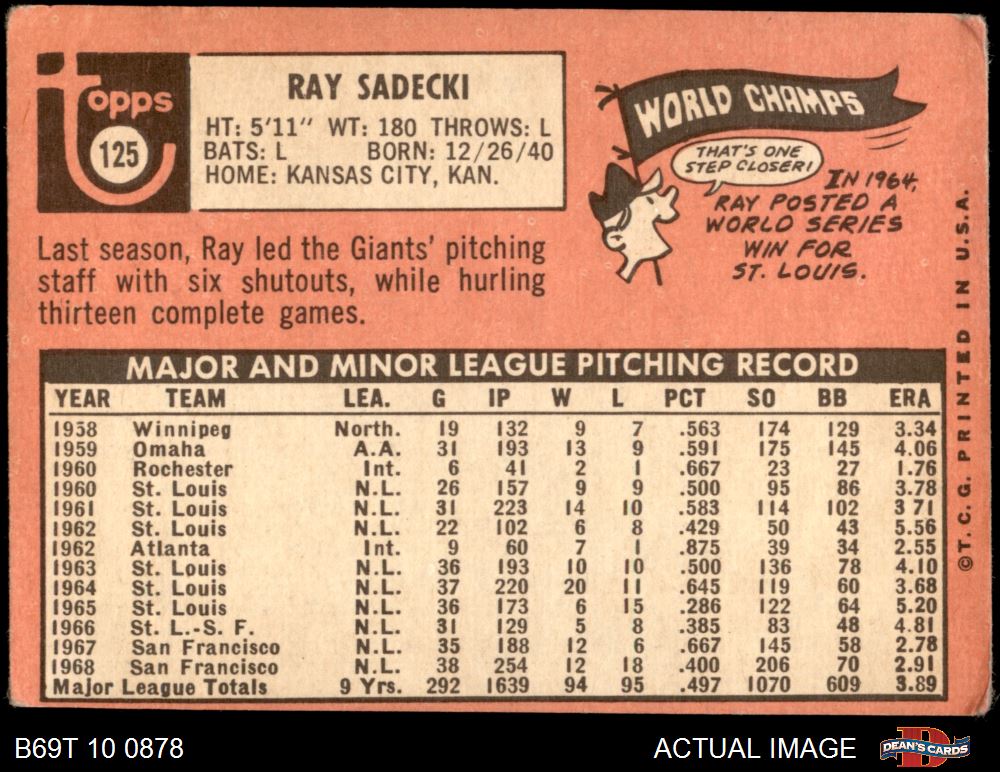 Topps
125
RAY SADECKI
HT: 5'11" WT: 180 THROWS: L
BATS: L BORN: 12/26/40
HOME: KANSAS CITY, KAN.
WORLD CHAMPS
THAT'S ONE
STEP CLOSER!
IN 1964,
RAY POSTED A
WORLD SERIES
WIN FOR
ST. LOUIS.
Last season, Ray led the Giants' pitching
staff with six shutouts, while hurling
thirteen complete games.
MAJOR AND MINOR LEAGUE PITCHING RECORD
YEAR TEAM LEA. G IP W L PCT SO BB ERA
1958 Winnipeg North. 19 132 9 7 .563 174 129 3.34
1959 Omaha A.A. 31 193 13 9 .591 175 145 4.06
1960 Rochester Int. 6 41 2 1 .667 23 27 1.76
1960 St. Louis N.L. 26 157 9 9 .500 95 86 3.78
1961 St. Louis N.L. 31 223 14 10 .583 114 102 3 71
1962 St. Louis N.L. 22 102 6 8 .429 50 43 5.56
1962 Atlanta Int. 9 60 7 1 .875 39 34 2.55
1963 St. Louis N.L. 36 193 10 10 .500 136 78 4.10
1964 St. Louis N.L. 37 220 20 11 .645 119 60 3.68
1965 St. Louis N.L. 36 173 6 15 .286 122 64 5.20
1966 St. L.-S. F. N.L. 31 129 5 8 .385 83 48 4.81
1967 San Francisco N.L. 35 188 12 6 .667 145 58 2.78
1968 San Francisco N.L. 38 254 12 18 .400 206 70 2.91
Major League Totals 9 Yrs. 292 1639 94 95 .497 1070 609 3.89
© T. C. G. PRINTED IN U.S.A.
B69T 10 0878
ACTUAL IMAGE
D
DEAN'S CARDS